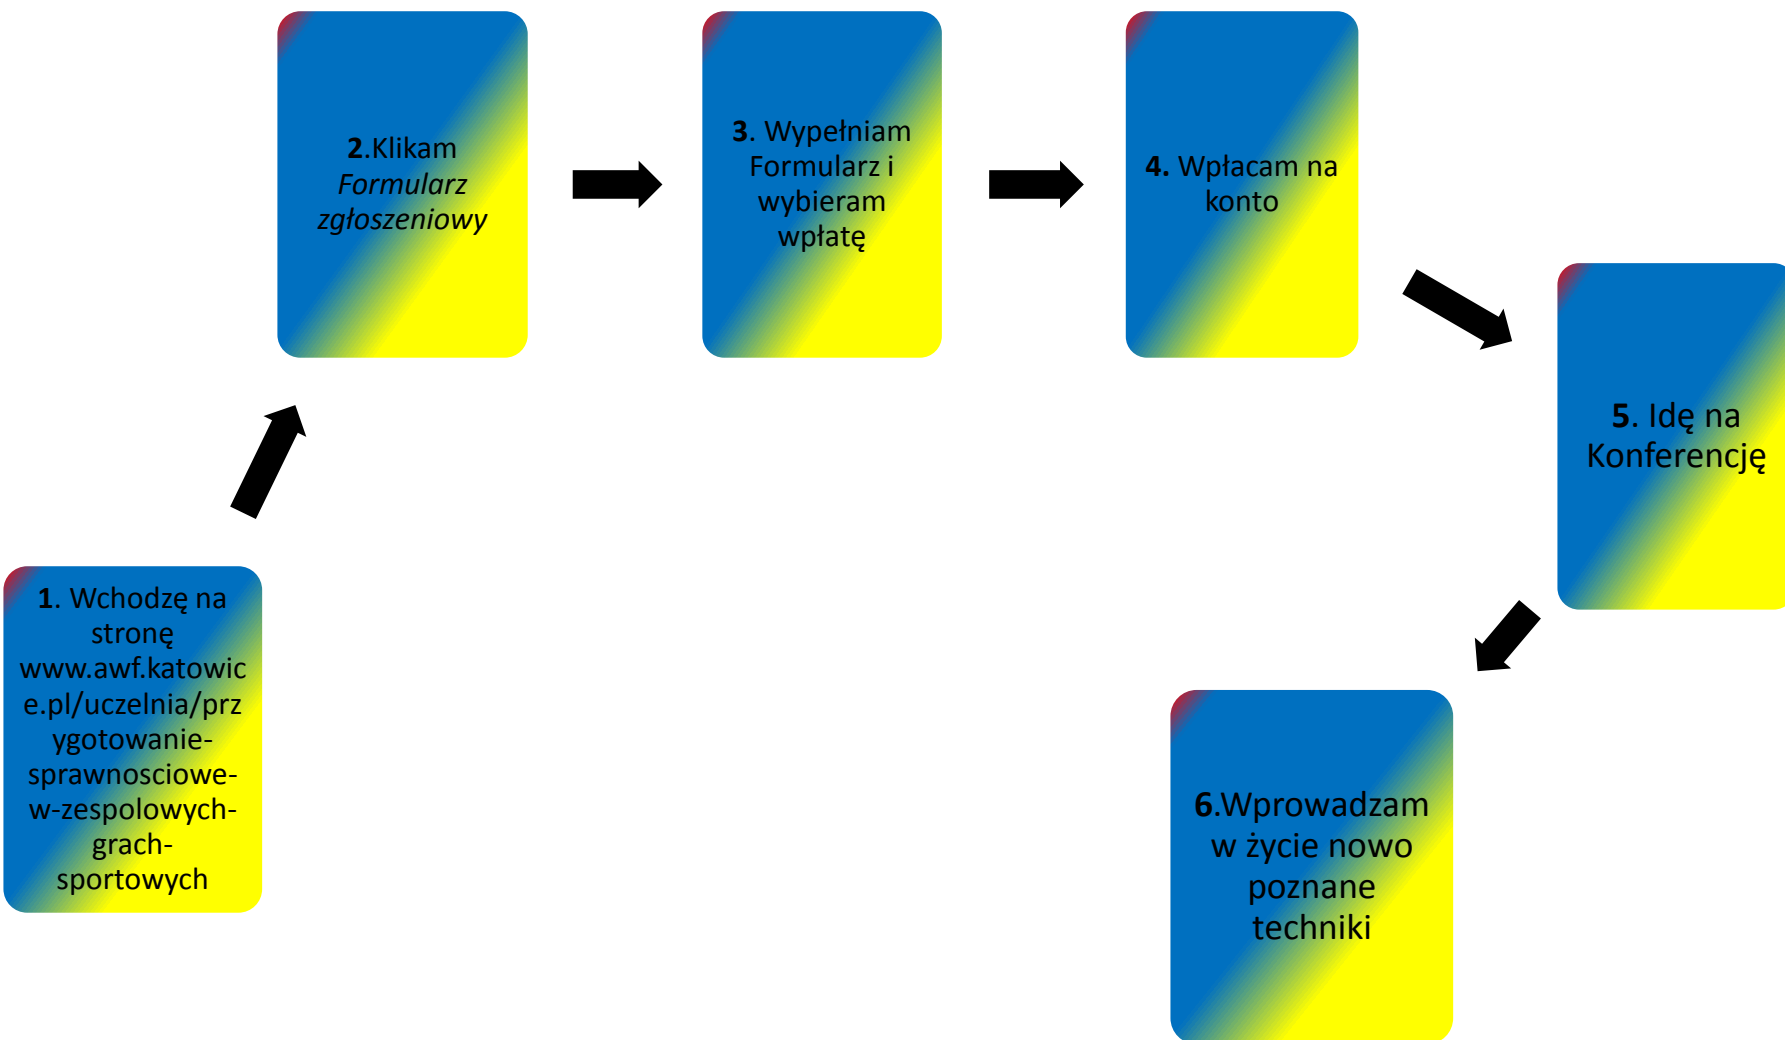 1. Wchodzę na
stronę
www.awf.katowic
e.pl/uczelnia/prz
ygotowanie-
sprawnosciowe-
w-zespolowych-
grach-
sportowych
2.Klikam
Formularz
zgłoszeniowy
3. Wypełniam
Formularz i
wybieram
wpłatę
4. Wpłacam na
konto
5. Idę na
Konferencję
6.Wprowadzam
w życie nowo
poznane
techniki